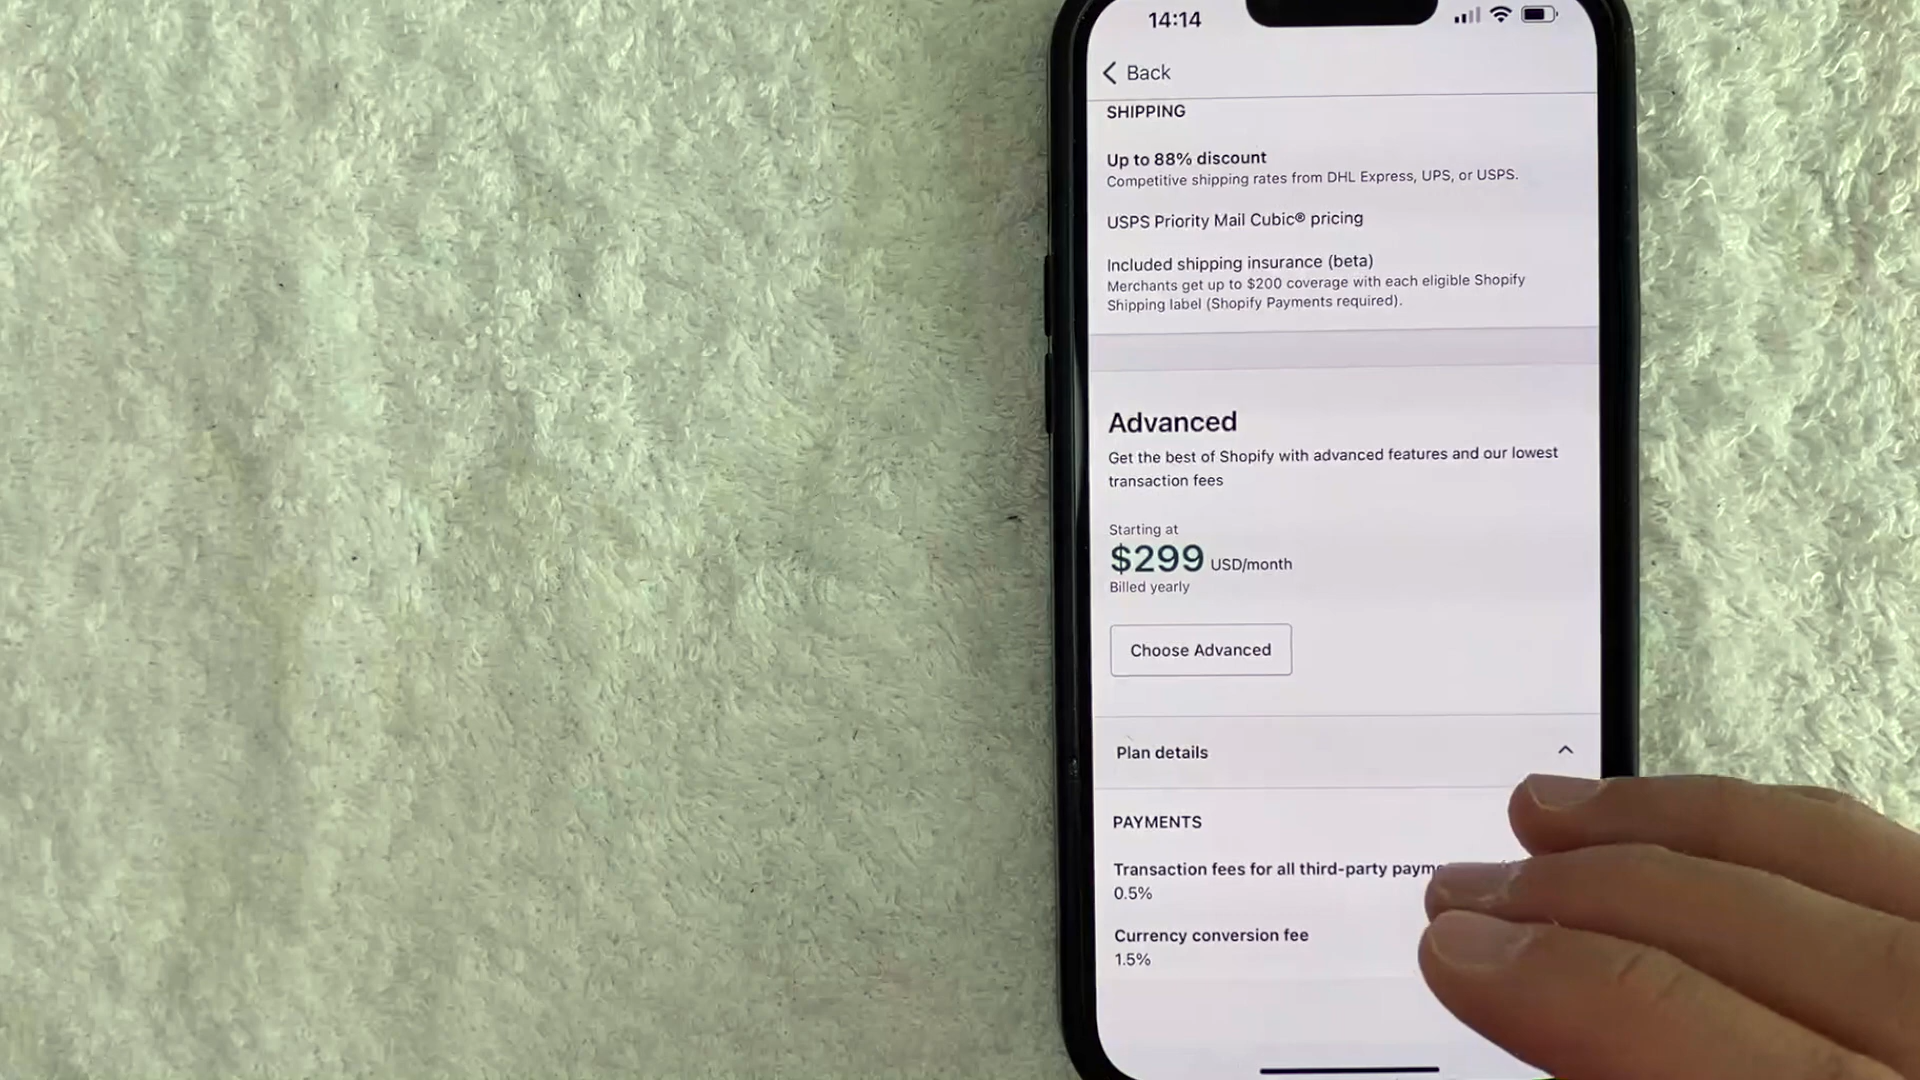 14:14
Back
SHIPPING
Up to 88% discount
Competitive shipping rates from DHL Express, UPS, or USPS.
USPS Priority Mail Cubic® pricing
Included shipping insurance (beta)
Merchants get up to $200 coverage with each eligible Shopify
Shipping label (Shopify Payments required).
Advanced
Get the best of Shopify with advanced features and our lowest
transaction fees
Starting at
$299 USD/month
Billed yearly
Choose Advanced
Plan details
PAYMENTS
Transaction fees for all third-party
0.5%
Currency conversion fee
1.5%